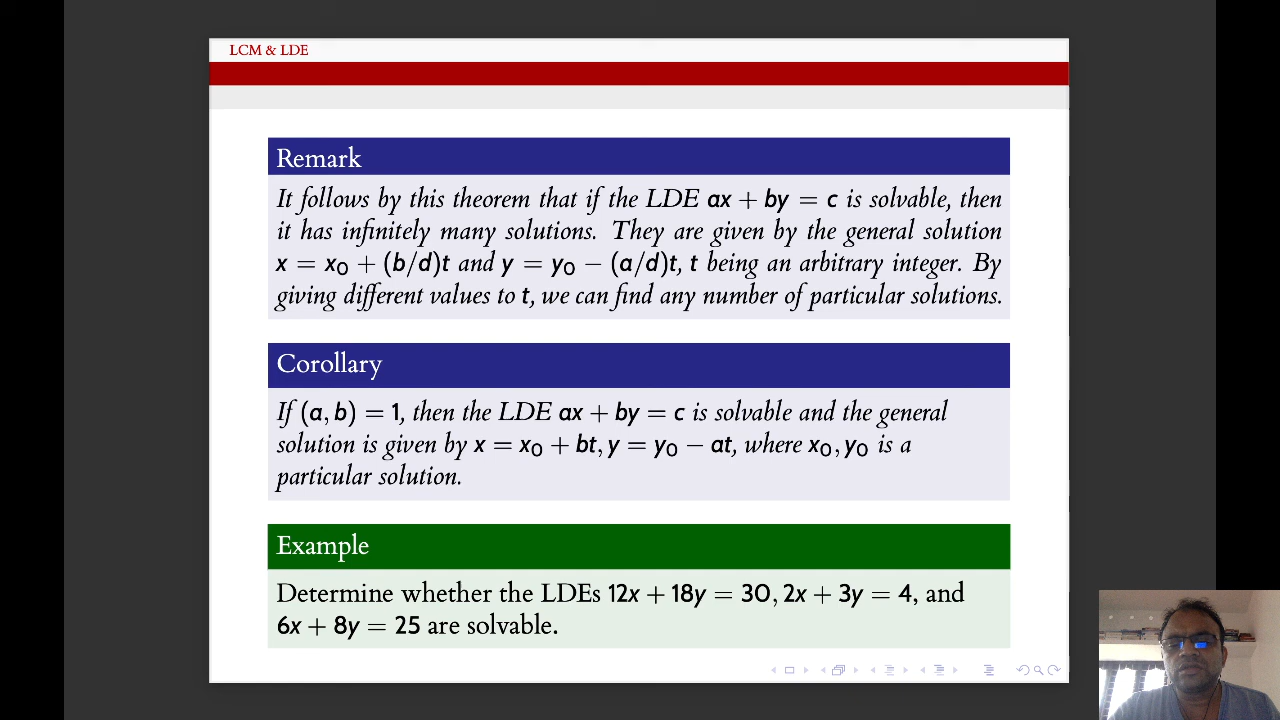 LCM & LDE
Remark
It follows by this theorem that if the LDE ax + by = c is solvable, then
it has infinitely many solutions. They are given by the general solution
x = x₀ + (b/d)t and y = y₀ − (a/d)t, t being an arbitrary integer. By
giving different values to t, we can find any number of particular solutions.
Corollary
If (a, b) = 1, then the LDE ax + by = c is solvable and the general
solution is given by x = x₀ + bt, y = y₀ − at, where x₀, y₀ is a
particular solution.
Example
Determine whether the LDEs 12x + 18y = 30, 2x + 3y = 4, and
6x + 8y = 25 are solvable.